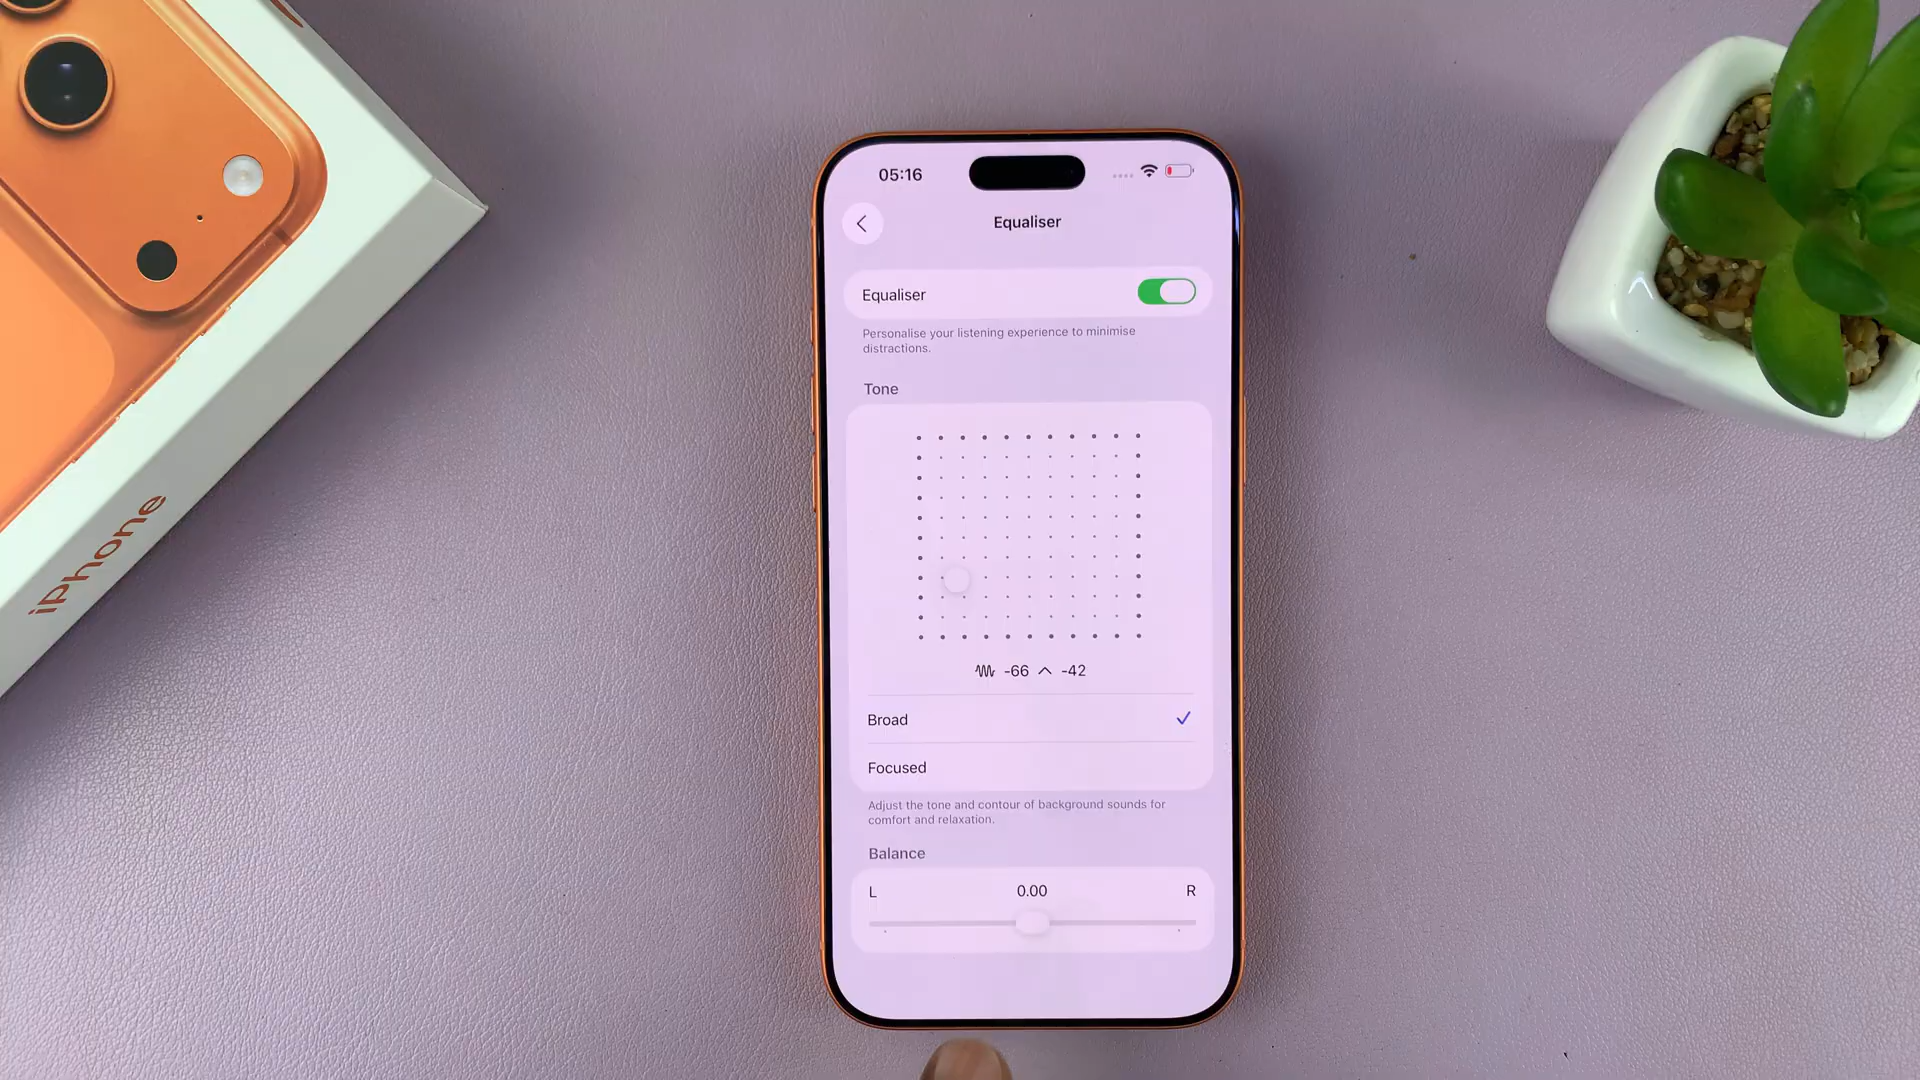 iPhone
05:16
Equaliser
Equaliser
Personalise your listening experience to minimise
distractions.
Tone
-66 -42
Broad
Focused
Adjust the tone and contour of background sounds for
comfort and relaxation.
Balance
L 0.00 R